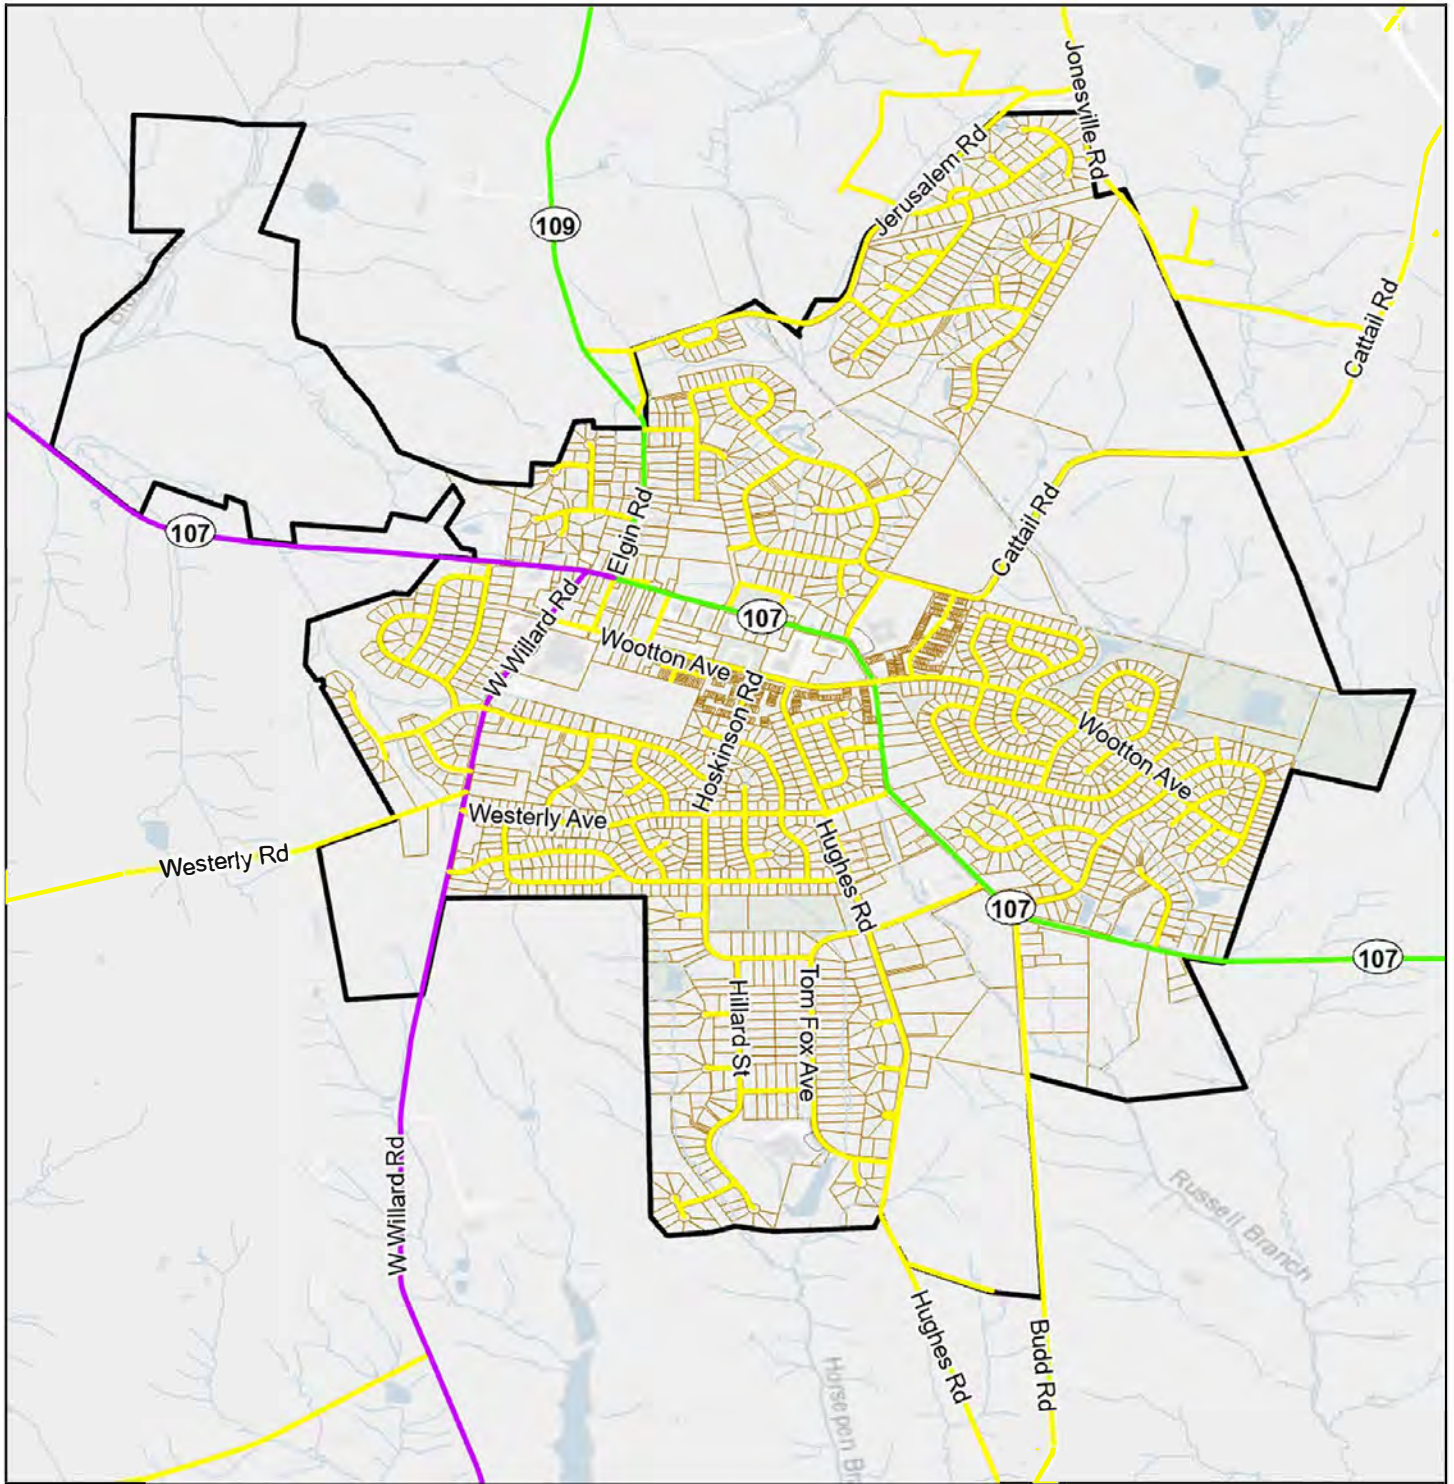 Jonesville Rd
Jerusalem Rd
109
Cattail Rd
107
Elgin Rd
Cattail Rd
W Willard Rd
107
Wootton Ave
Hoskinson Rd
Wootton Ave
Westerly Ave
Westerly Rd
Hughes Rd
107
107
Hillard St
Tom Fox Ave
W Willard Rd
Russell Branch
Hughes Rd
Budd Rd
Horsepen Br